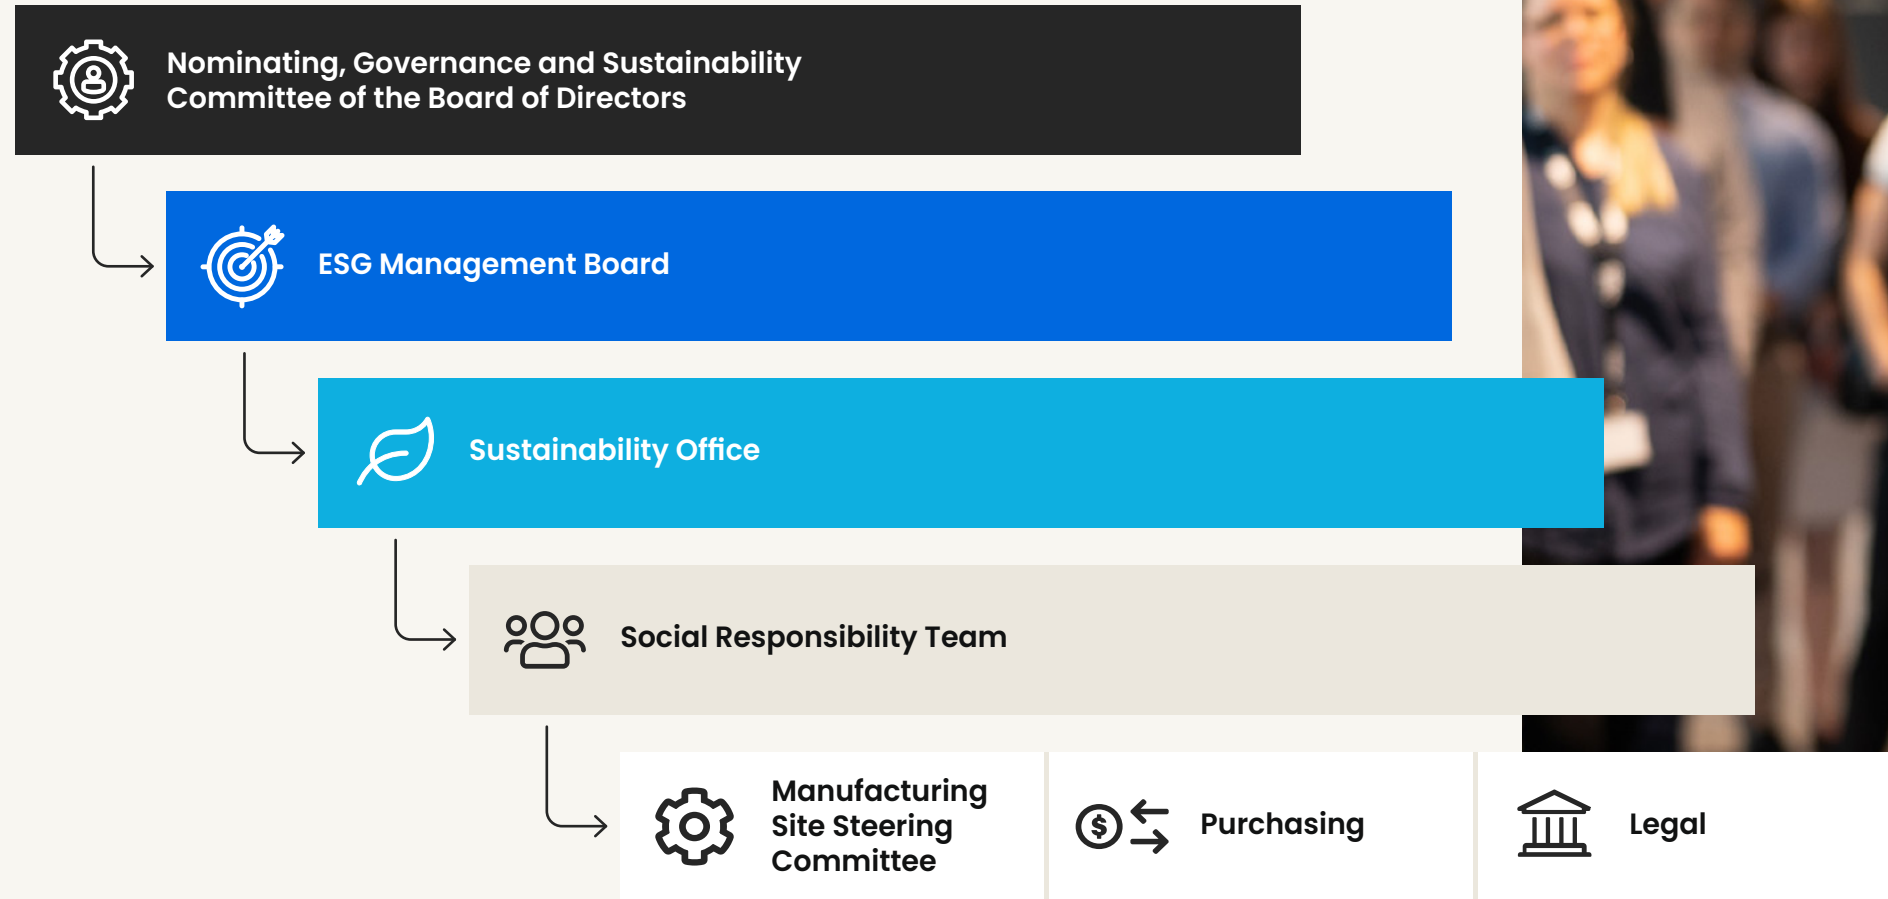 Nominating, Governance and Sustainability
Committee of the Board of Directors
ESG Management Board
Sustainability Office
Social Responsibility Team
Manufacturing
Site Steering
Committee
$
Purchasing
Legal